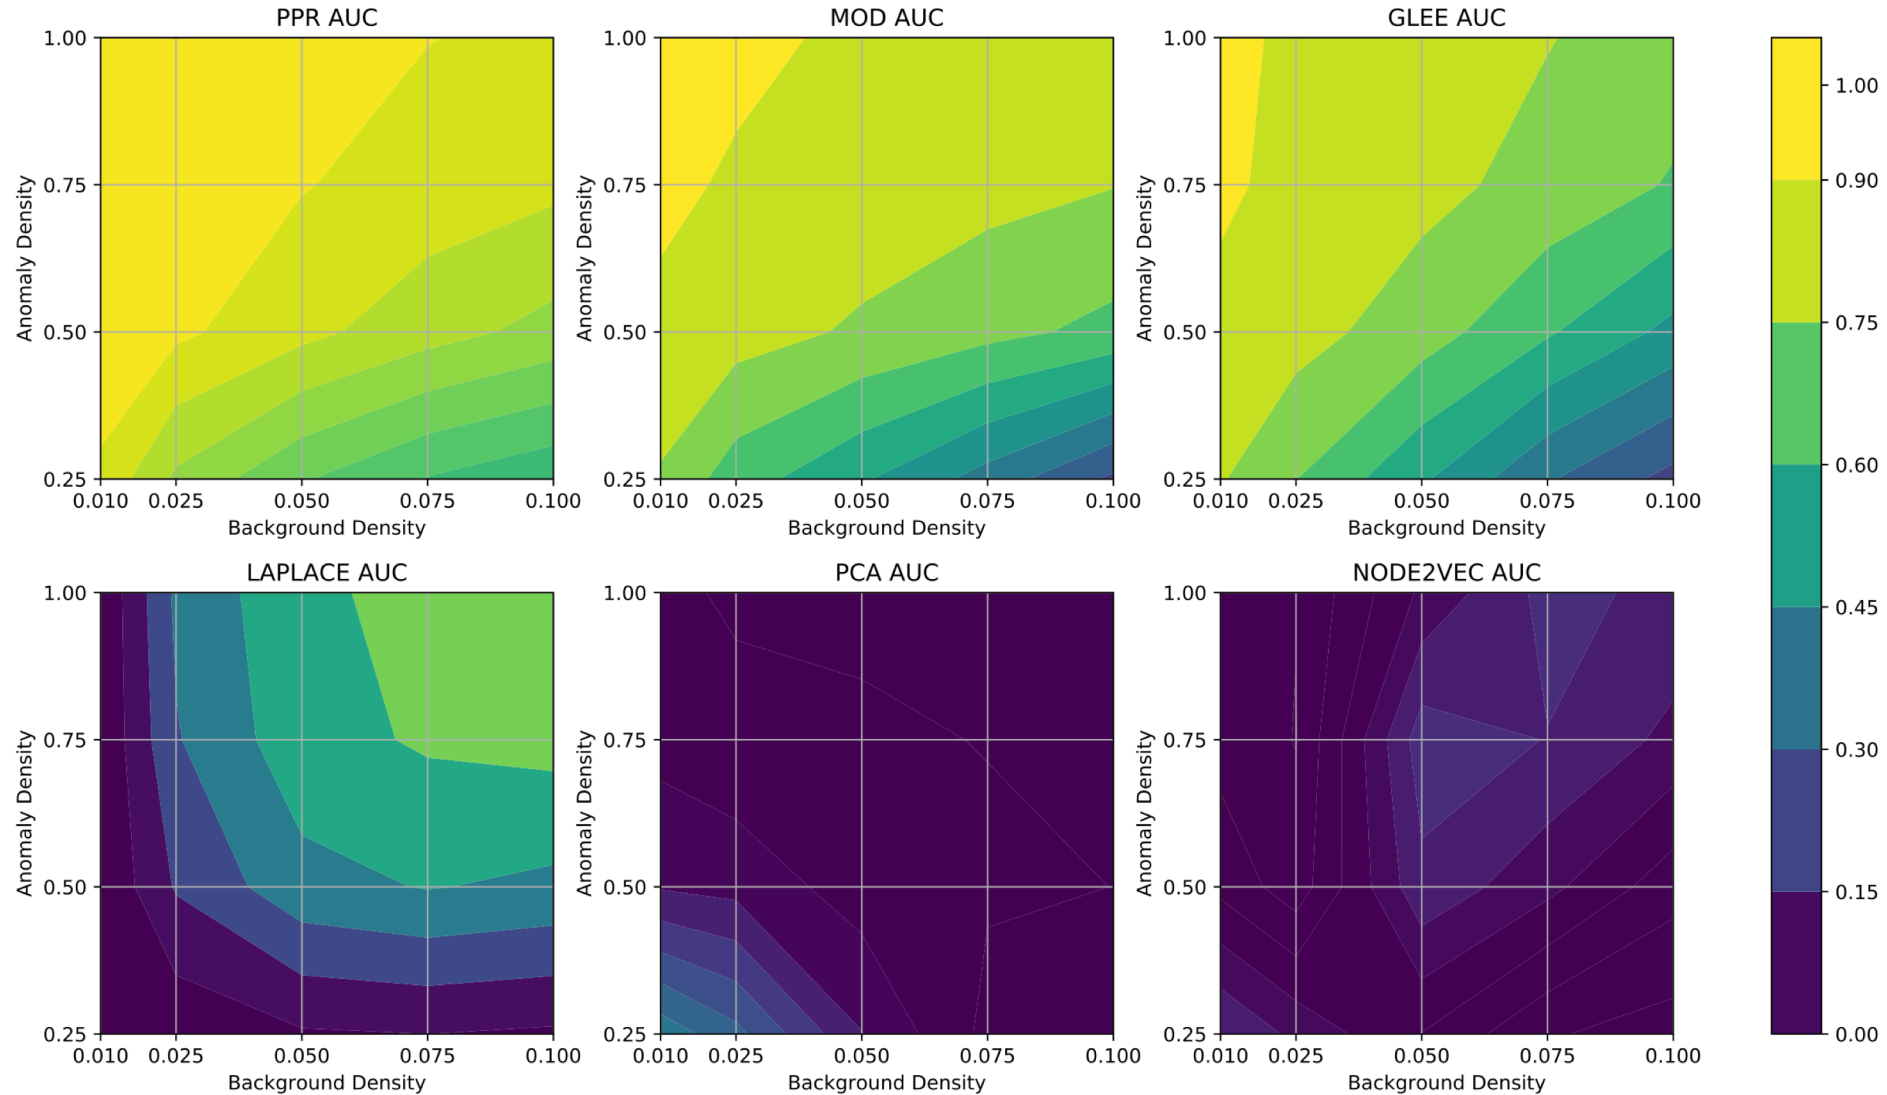 PPR AUC
MOD AUC
GLEE AUC
1.00
0.75
0.50
0.25
Anomaly Density
0.010 0.025 0.050 0.075 0.100
Background Density
1.00
0.75
0.50
0.25
Anomaly Density
0.010 0.025 0.050 0.075 0.100
Background Density
1.00
0.75
0.50
0.25
Anomaly Density
0.010 0.025 0.050 0.075 0.100
Background Density
LAPLACE AUC
PCA AUC
NODE2VEC AUC
1.00
0.75
0.50
0.25
Anomaly Density
0.010 0.025 0.050 0.075 0.100
Background Density
1.00
0.75
0.50
0.25
Anomaly Density
0.010 0.025 0.050 0.075 0.100
Background Density
1.00
0.75
0.50
0.25
Anomaly Density
0.010 0.025 0.050 0.075 0.100
Background Density
1.00
0.90
0.75
0.60
0.45
0.30
0.15
0.00